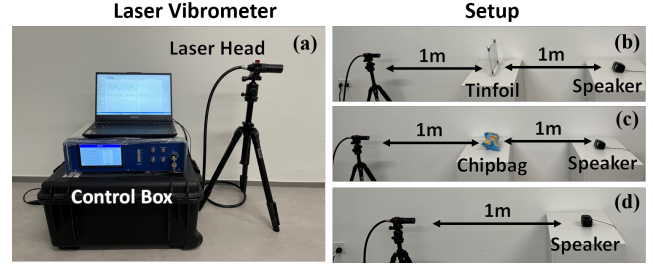 Laser Vibrometer
Laser Head
(a)
Control Box
Setup
(b)
1m
1m
Tinfoil
Speaker
(c)
1m
1m
Chipbag
Speaker
(d)
1m
Speaker